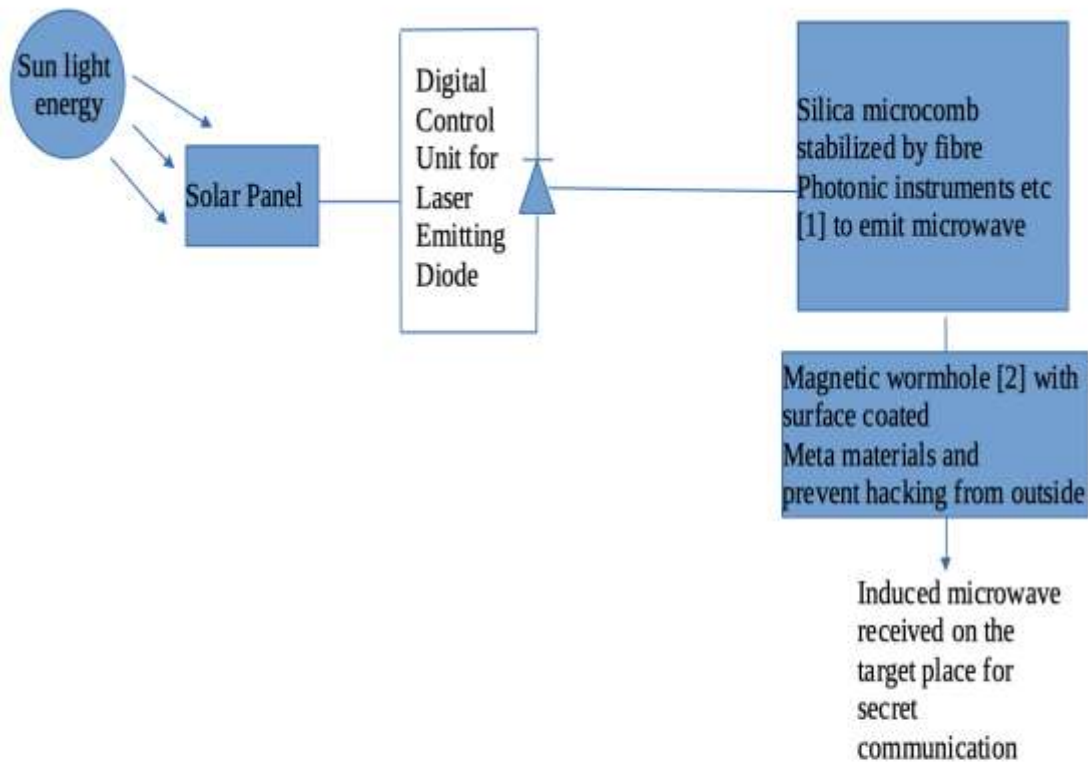 Sun light
energy
Solar Panel
Digital
Control
Unit for
Laser
Emitting
Diode
Silica microcomb
stabilized by fibre
Photonic instruments etc
[1] to emit microwave
Magnetic wormhole [2] with
surface coated
Meta materials and
prevent hacking from outside
Induced microwave
received on the
target place for
secret
communication